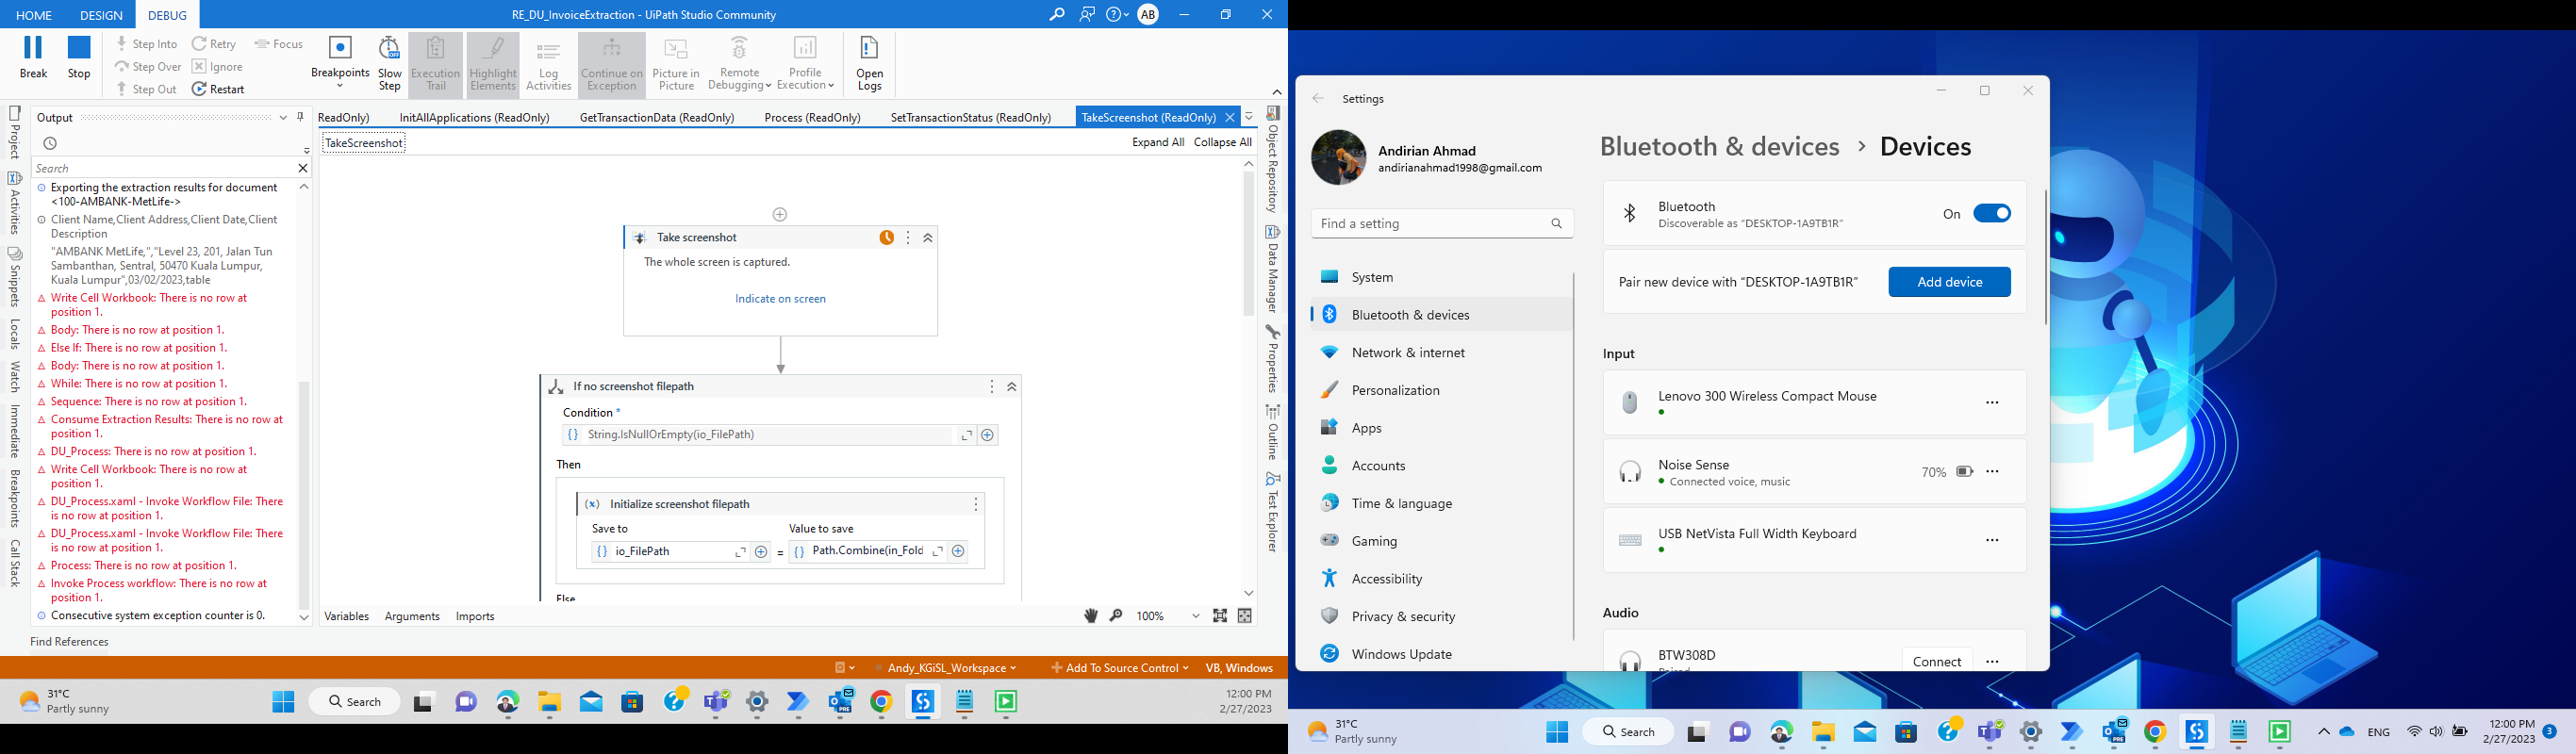 HOME DESIGN DEBUG
RE_DU_InvoiceExtraction - UiPath Studio Community
AB
Break
Stop
Step Into
Step Over
Step Out
Retry
Ignore
Restart
Focus
Breakpoints
Slow
Step
Execution
Trail
Highlight
Elements
Log
Activities
Continue on
Exception
Picture in
Picture
Remote
Debugging
Profile
Execution
Open
Logs
Project
Activities
Snippets
Locals
Watch
Immediate
Breakpoints
Call Stack
Output
Search
Exporting the extraction results for document
<100-AMBANK-MetLife->
Client Name,Client Address,Client Date,Client
Description
"AMBANK MetLife,","Level 23, 201, Jalan Tun
Sambanthan, Sentral, 50470 Kuala Lumpur,
Kuala Lumpur",03/02/2023,table
Write Cell Workbook: There is no row at
position 1.
Body: There is no row at position 1.
Else If: There is no row at position 1.
Body: There is no row at position 1.
While: There is no row at position 1.
Sequence: There is no row at position 1.
Consume Extraction Results: There is no row at
position 1.
DU_Process: There is no row at position 1.
Write Cell Workbook: There is no row at
position 1.
DU_Process.xaml - Invoke Workflow File: There
is no row at position 1.
DU_Process.xaml - Invoke Workflow File: There
is no row at position 1.
Process: There is no row at position 1.
Invoke Process workflow: There is no row at
position 1.
Consecutive system exception counter is 0.
Find References
ReadOnly) InitAllApplications (ReadOnly) GetTransactionData (ReadOnly) Process (ReadOnly) SetTransactionStatus (ReadOnly) TakeScreenshot (ReadOnly)
TakeScreenshot
Expand All Collapse All
Take screenshot
The whole screen is captured.
Indicate on screen
If no screenshot filepath
Condition *
String.IsNullOrEmpty(io_FilePath)
Then
Initialize screenshot filepath
Save to Value to save
io_FilePath = Path.Combine(in_Fold
Else
Variables Arguments Imports
100%
Object Repository
Data Manager
Properties
Outline
Test Explorer
Andy_KGiSL_Workspace
Add To Source Control
VB, Windows
31°C
Partly sunny
Search
PRE
12:00 PM
2/27/2023
Settings
Andirian Ahmad
andirianahmad1998@gmail.com
Find a setting
System
Bluetooth & devices
Network & internet
Personalization
Apps
Accounts
Time & language
Gaming
Accessibility
Privacy & security
Windows Update
Bluetooth & devices > Devices
Bluetooth
Discoverable as "DESKTOP-1A9TB1R"
On
Pair new device with "DESKTOP-1A9TB1R"
Add device
Input
Lenovo 300 Wireless Compact Mouse
Noise Sense
Connected voice, music
70%
USB NetVista Full Width Keyboard
Audio
BTW308D
Paired
Connect
31°C
Partly sunny
Search
PRE
ENG
12:00 PM
2/27/2023
3